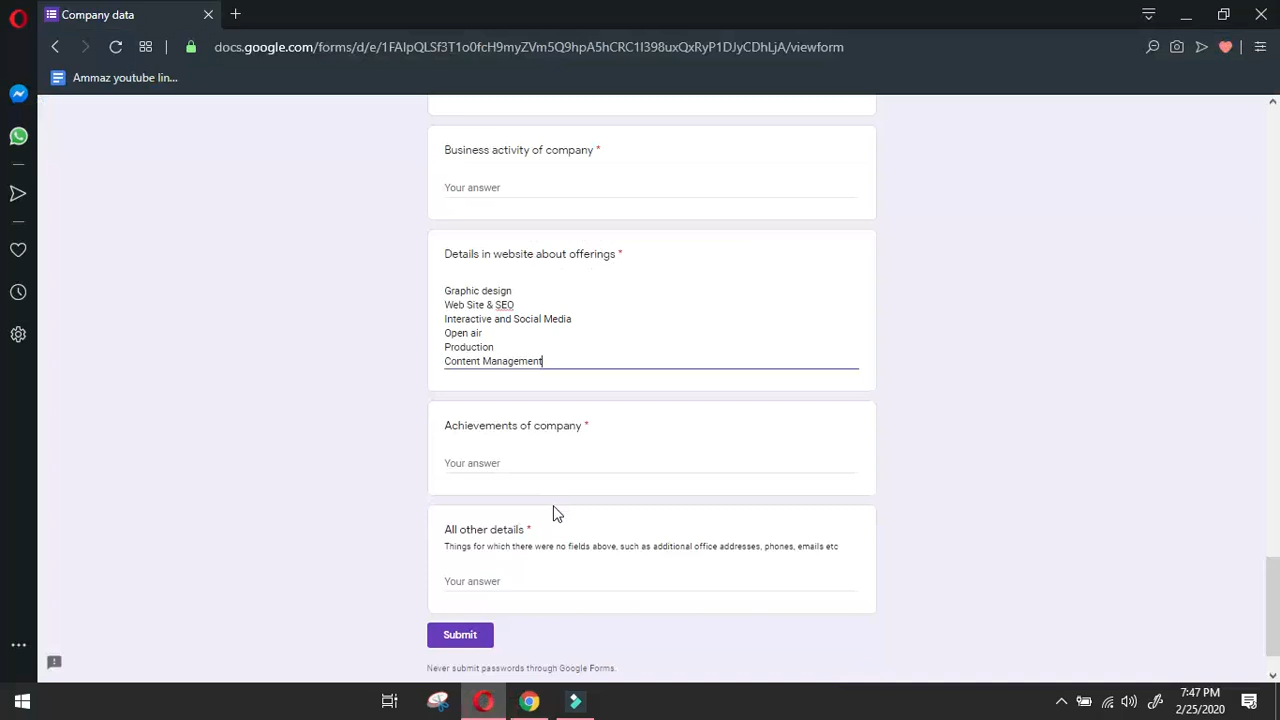 Company data
docs.google.com/forms/d/e/1FAIpQLSf3T1o0fcH9myZVm5Q9hpA5hCRC1I398uxQxRyP1DJyCDhLjA/viewform
Ammaz youtube lin...
Business activity of company *
Your answer
Details in website about offerings *
Graphic design
Web Site & SEO
Interactive and Social Media
Open air
Production
Content Management
Achievements of company *
Your answer
All other details *
Things for which there were no fields above, such as additional office addresses, phones, emails etc
Your answer
Submit
Never submit passwords through Google Forms.
7:47 PM
2/25/2020